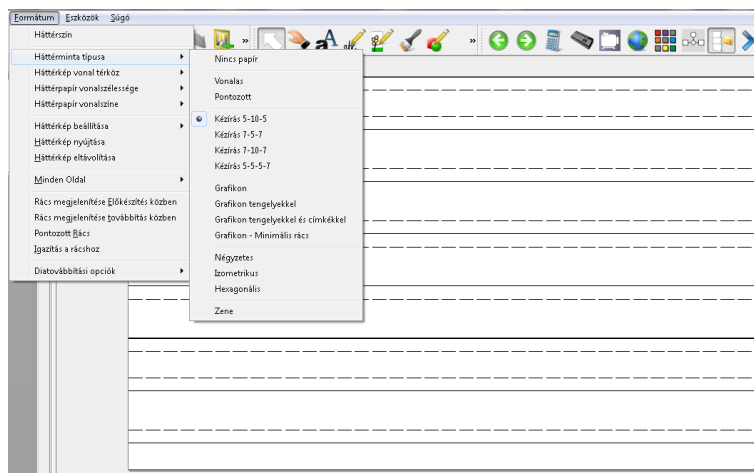 Formátum Eszközök Súgó
Háttérszín
Háttérminta típusa
Háttérkép vonal térköz
Háttérpapír vonalszélessége
Háttérpapír vonalszíne
Háttérkép beállítása
Háttérkép nyújtása
Háttérkép eltávolítása
Minden Oldal
Rács megjelenítése Előkészítés közben
Rács megjelenítése továbbítás közben
Pontozott Rács
Igazítás a rácshoz
Diatovábbítási opciók
Nincs papír
Vonalas
Pontozott
Kézírás 5-10-5
Kézírás 7-5-7
Kézírás 7-10-7
Kézírás 5-5-5-7
Grafikon
Grafikon tengelyekkel
Grafikon tengelyekkel és címkékkel
Grafikon - Minimális rács
Négyzetes
Izometrikus
Hexagonális
Zene
aA